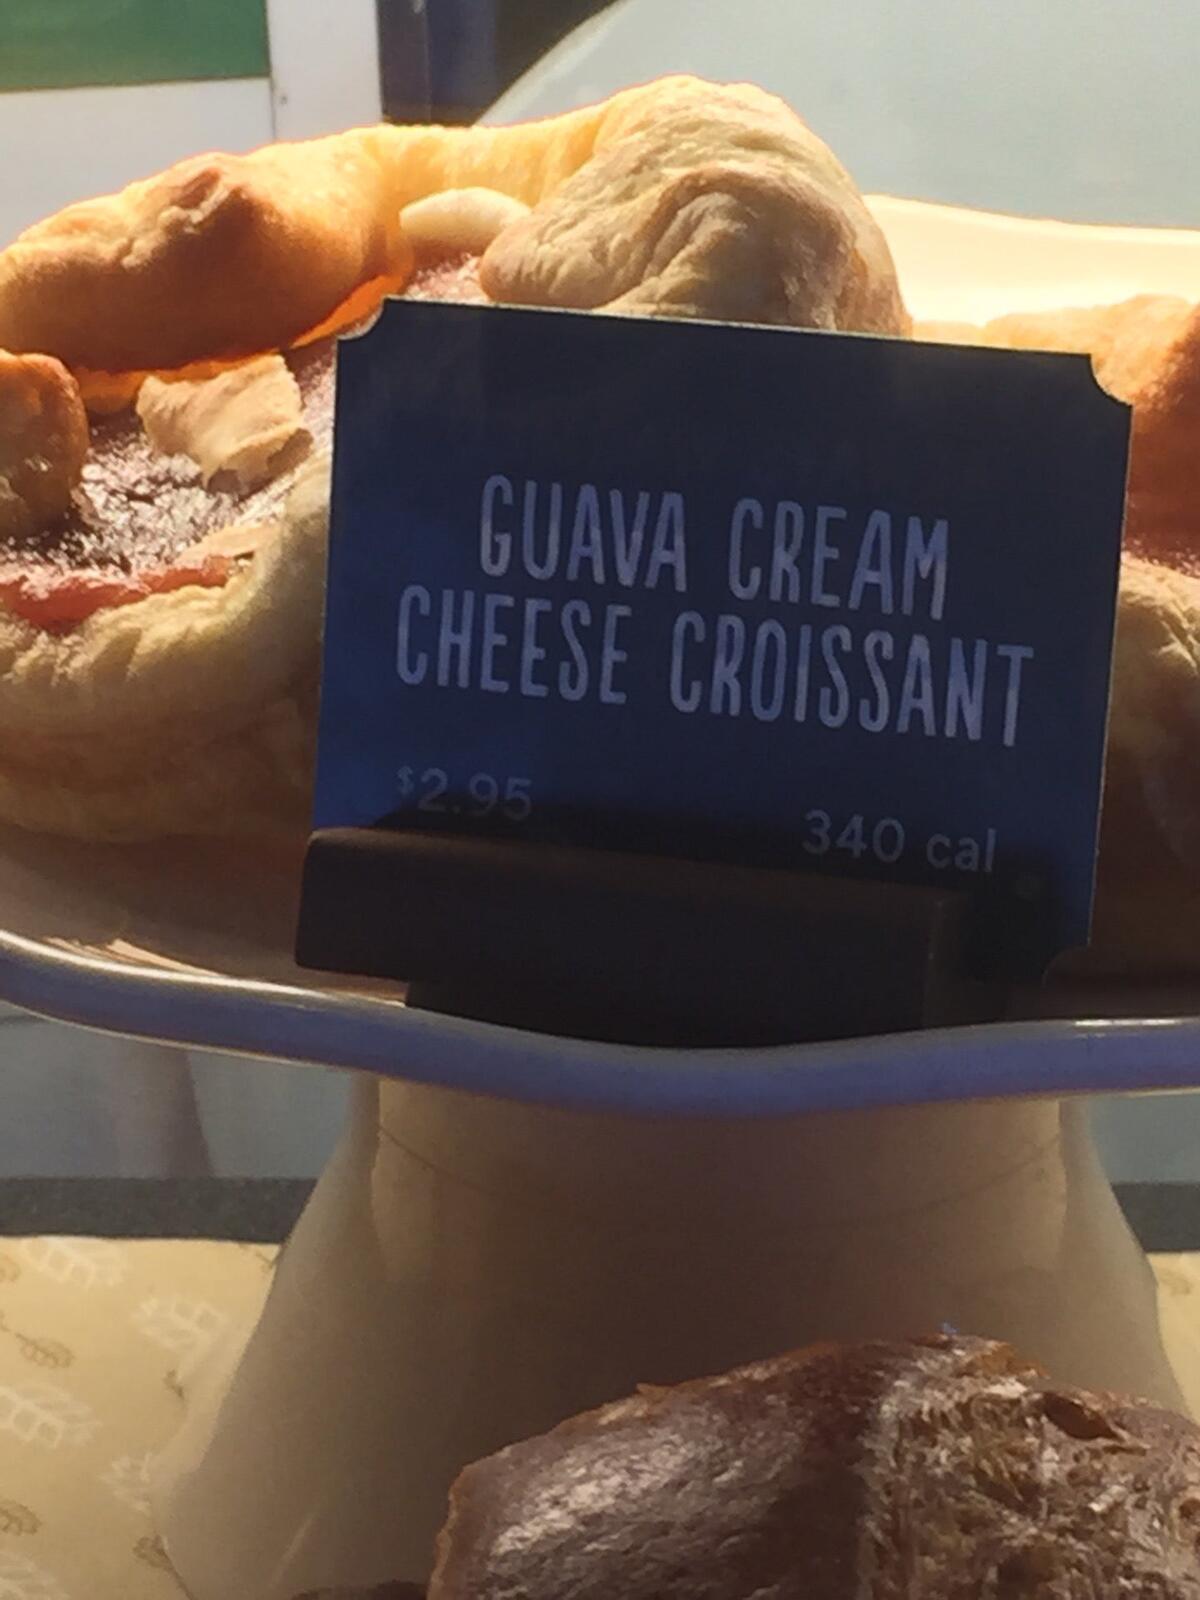 GUAVA CREAM
CHEESE CROISSANT
$2.95 340 cal